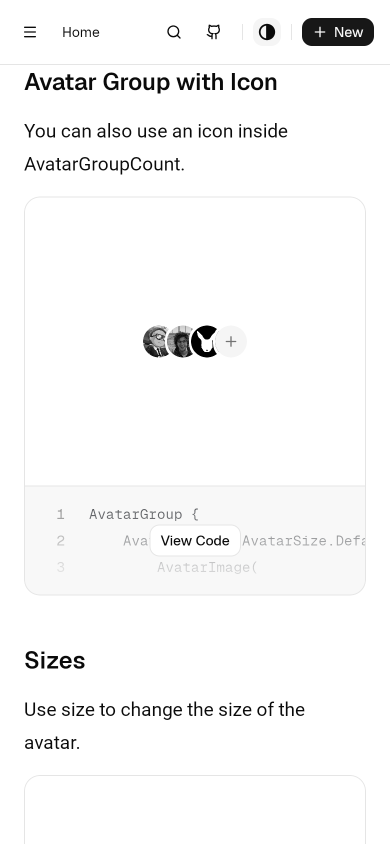 Home
New
Avatar Group with Icon
You can also use an icon inside
AvatarGroupCount.
1 AvatarGroup {
2 Ava View Code AvatarSize.Defa
3 AvatarImage(
Sizes
Use size to change the size of the
avatar.